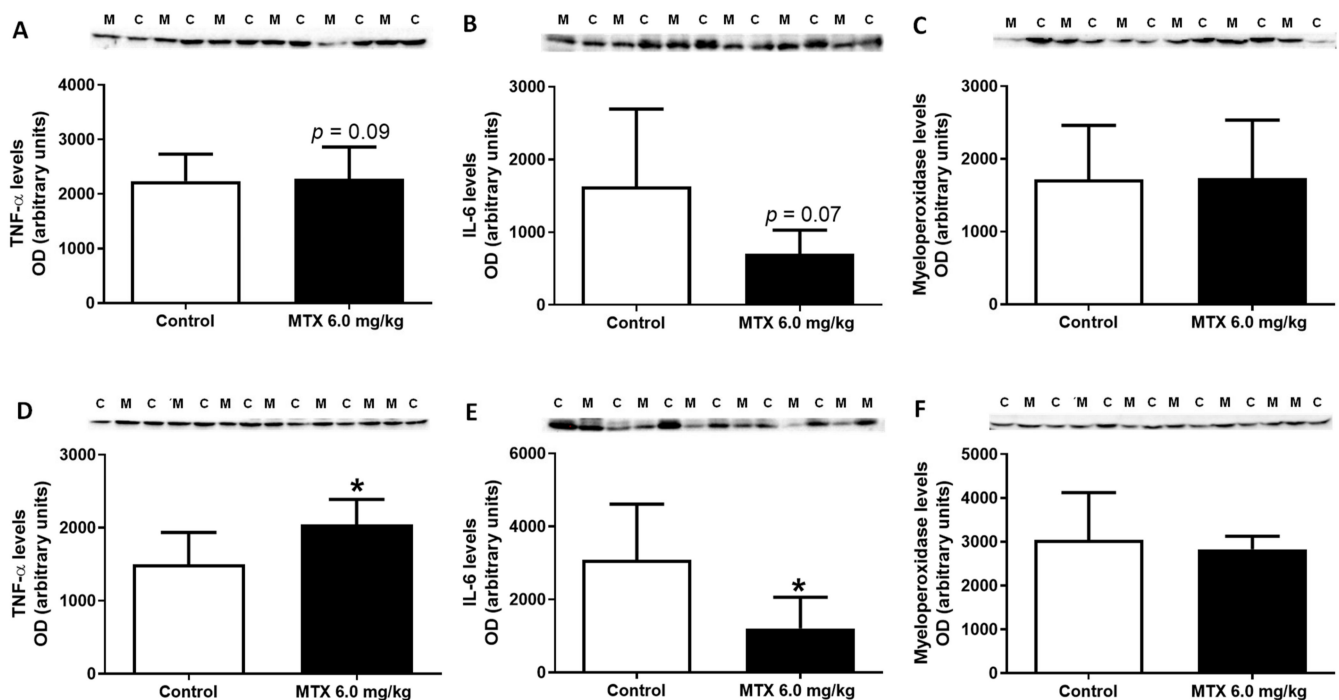 A
M C M C M C M C M C M C
TNF-α levels
OD (arbitrary units)
4000
3000
2000
1000
0
p = 0.09
Control
MTX 6.0 mg/kg
B
M C M C M C M C M C M C
IL-6 levels
OD (arbitrary units)
3000
2000
1000
0
p = 0.07
Control
MTX 6.0 mg/kg
C
M C M C M C M C M C M C
Myeloperoxidase levels
OD (arbitrary units)
3000
2000
1000
0
Control
MTX 6.0 mg/kg
D
C M C M C M C M C M C M M C
TNF-α levels
OD (arbitrary units)
3000
2000
1000
0
*
Control
MTX 6.0 mg/kg
E
C M C M C M C M C M C M M
IL-6 levels
OD (arbitrary units)
6000
4000
2000
0
*
Control
MTX 6.0 mg/kg
F
C M C M C M C M C M C M M C
Myeloperoxidase levels
OD (arbitrary units)
5000
4000
3000
2000
1000
0
Control
MTX 6.0 mg/kg